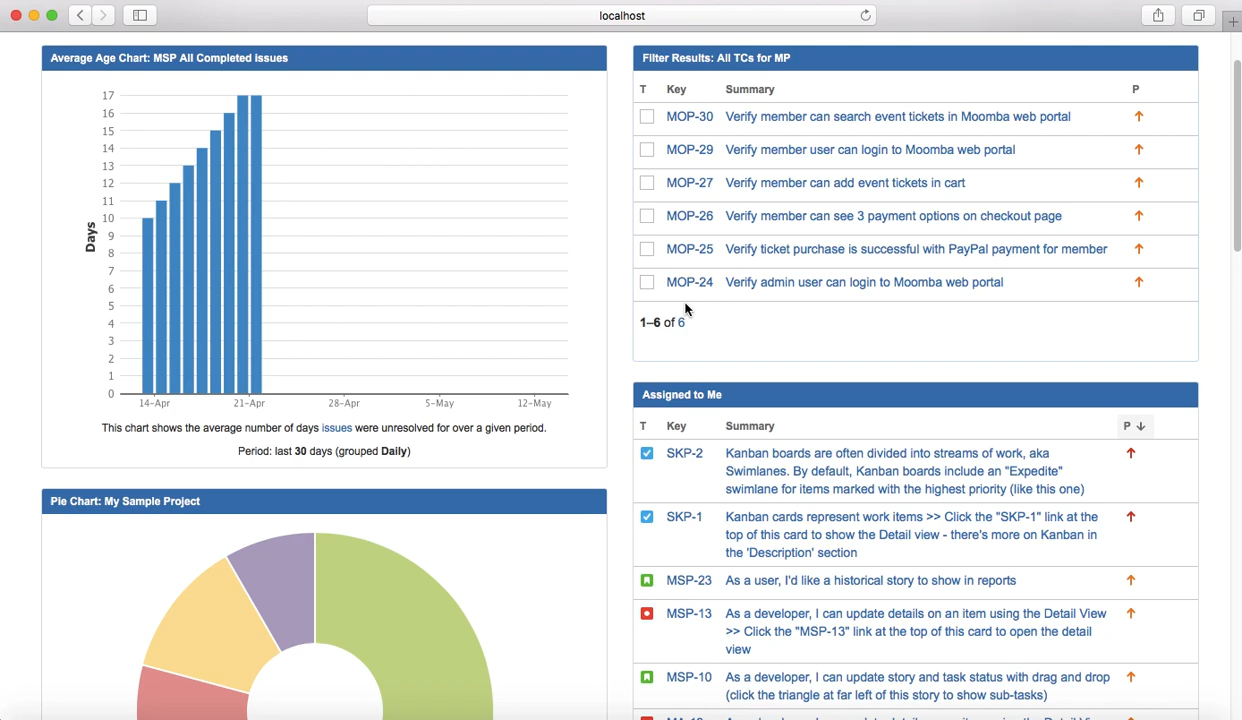 localhost
Average Age Chart: MSP All Completed issues
17
16
15
14
13
12
11
10
9
8
7
6
5
4
3
2
1
0
Days
14-Apr 21-Apr 28-Apr 5-May 12-May
This chart shows the average number of days issues were unresolved for over a given period.
Period: last 30 days (grouped Daily)
Pie Chart: My Sample Project
Filter Results: All TCs for MP
T Key Summary P
MOP-30 Verify member can search event tickets in Moomba web portal
MOP-29 Verify member user can login to Moomba web portal
MOP-27 Verify member can add event tickets in cart
MOP-26 Verify member can see 3 payment options on checkout page
MOP-25 Verify ticket purchase is successful with PayPal payment for member
MOP-24 Verify admin user can login to Moomba web portal
1–6 of 6
Assigned to Me
T Key Summary P
SKP-2 Kanban boards are often divided into streams of work, aka
Swimlanes. By default, Kanban boards include an "Expedite"
swimlane for items marked with the highest priority (like this one)
SKP-1 Kanban cards represent work items >> Click the "SKP-1" link at the
top of this card to show the Detail view - there's more on Kanban in
the 'Description' section
MSP-23 As a user, I'd like a historical story to show in reports
MSP-13 As a developer, I can update details on an item using the Detail View
>> Click the "MSP-13" link at the top of this card to open the detail
view
MSP-10 As a developer, I can update story and task status with drag and drop
(click the triangle at far left of this story to show sub-tasks)